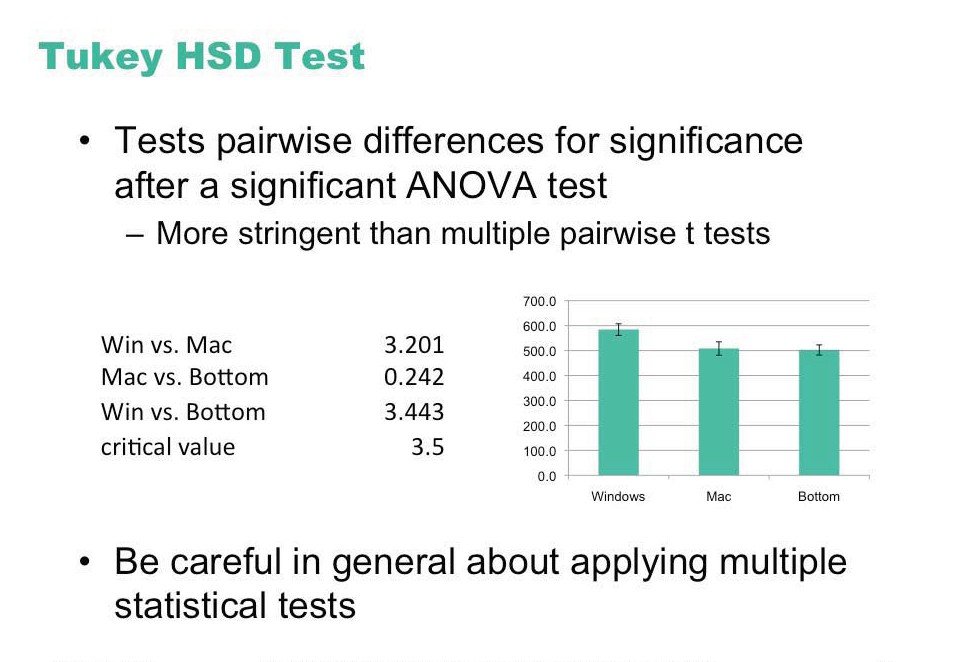 Tukey HSD Test
• Tests pairwise differences for significance
after a significant ANOVA test
– More stringent than multiple pairwise t tests
Win vs. Mac 3.201
Mac vs. Bottom 0.242
Win vs. Bottom 3.443
critical value 3.5
700.0
600.0
500.0
400.0
300.0
200.0
100.0
0.0
Windows Mac Bottom
• Be careful in general about applying multiple
statistical tests